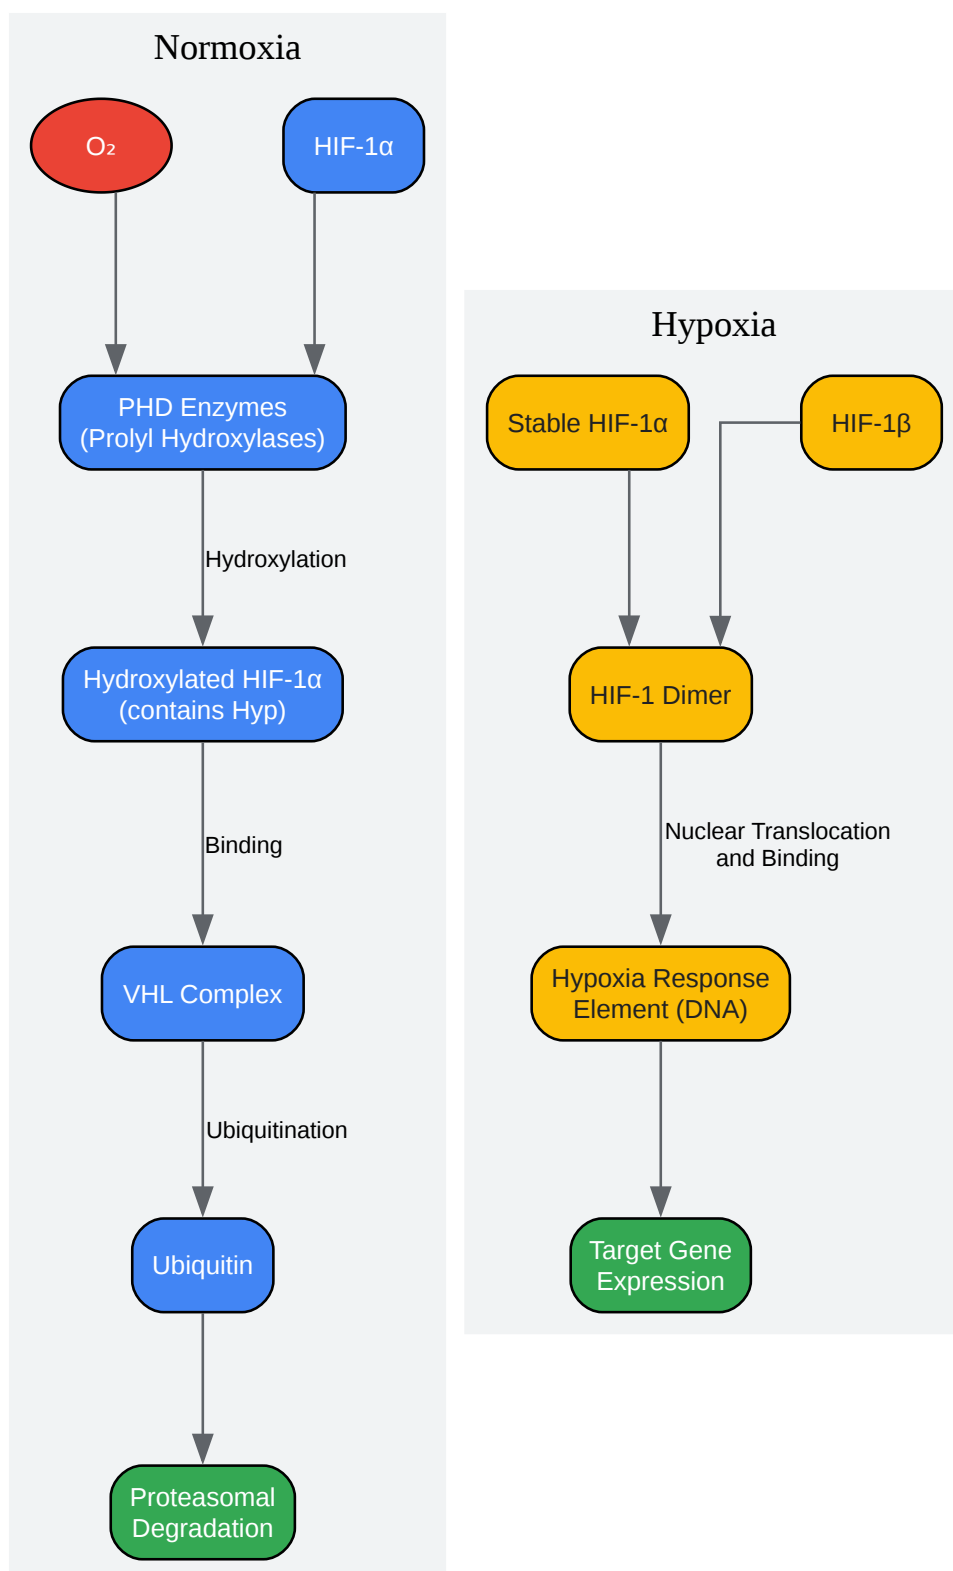 Normoxia
O₂
HIF-1α
PHD Enzymes
(Prolyl Hydroxylases)
Hydroxylation
Hydroxylated HIF-1α
(contains Hyp)
Binding
VHL Complex
Ubiquitination
Ubiquitin
Proteasomal
Degradation
Hypoxia
Stable HIF-1α
HIF-1β
HIF-1 Dimer
Nuclear Translocation
and Binding
Hypoxia Response
Element (DNA)
Target Gene
Expression